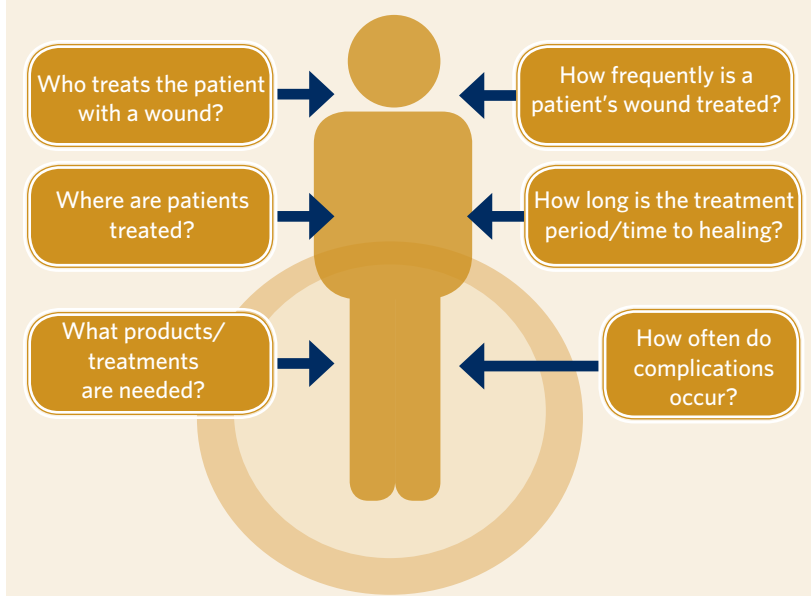 Who treats the patient
with a wound?
How frequently is a
patient's wound treated?
Where are patients
treated?
How long is the treatment
period/time to healing?
What products/
treatments
are needed?
How often do
complications
occur?